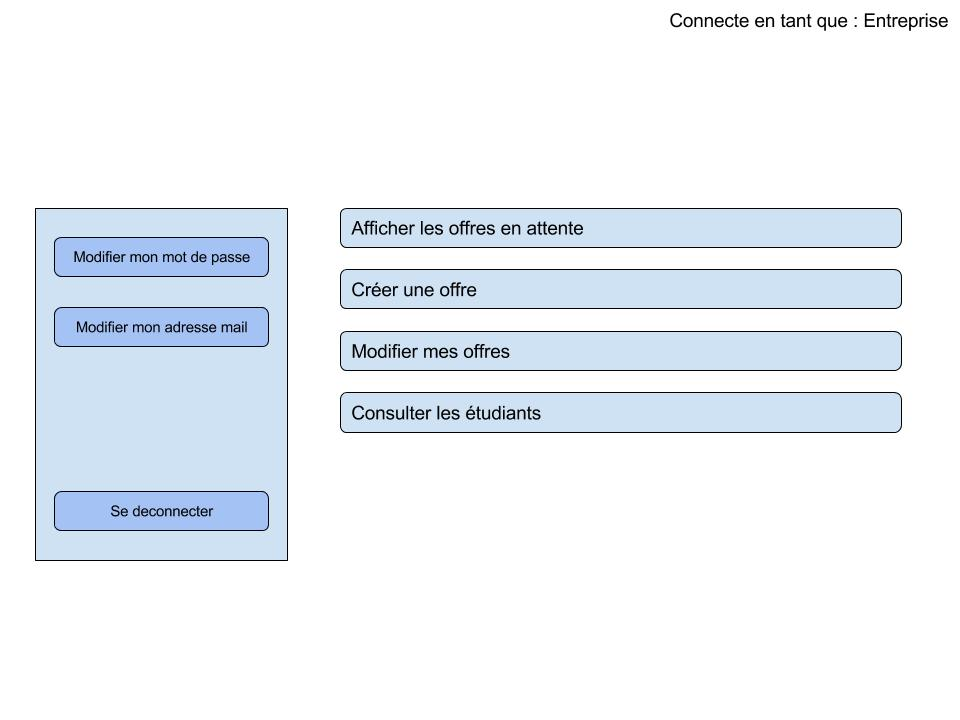 Connecte en tant que : Entreprise
Modifier mon mot de passe
Modifier mon adresse mail
Se deconnecter
Afficher les offres en attente
Créer une offre
Modifier mes offres
Consulter les étudiants